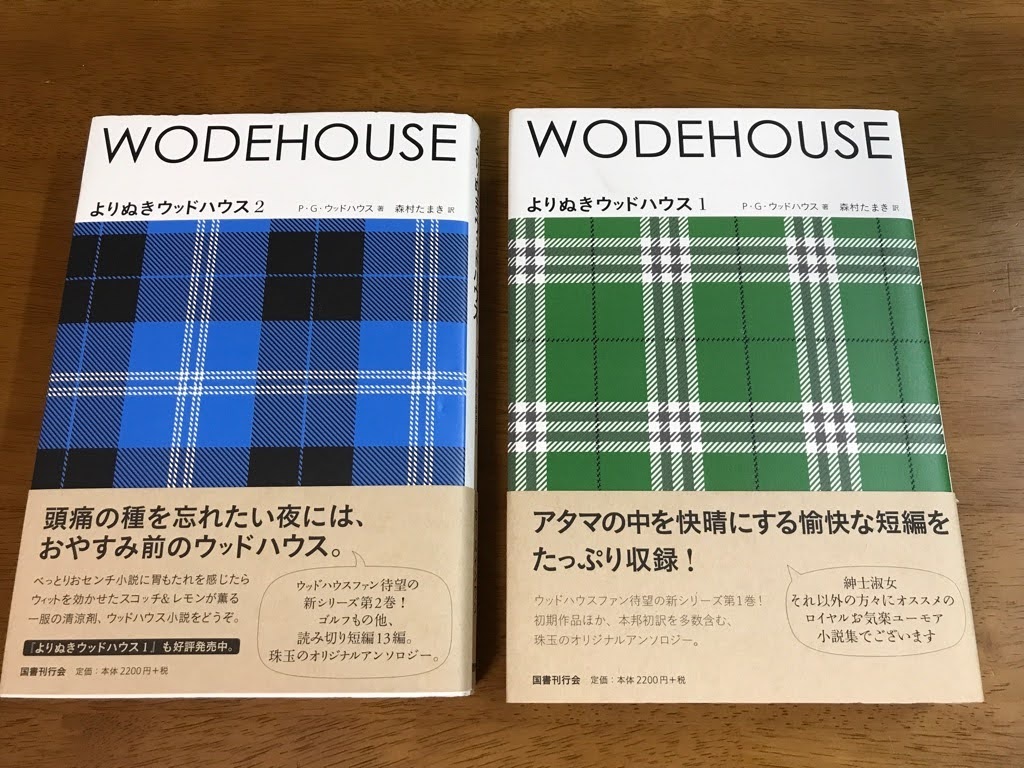 WODEHOUSE
よりぬきウッドハウス2
P・G・ウッドハウス 著 森村たまき 訳
頭痛の種を忘れたい夜には、
おやすみ前のウッドハウス。
べっとりおセンチ小説に胃もたれを感じたら
ウィットを効かせたスコッチ&レモンが薫る
一服の清涼剤、ウッドハウス小説をどうぞ。
『よりぬきウッドハウス1』も好評発売中。
ウッドハウスファン待望の
新シリーズ第2巻!
ゴルフもの他、
読み切り短編13編。
珠玉のオリジナルアンソロジー。
国書刊行会 定価:本体2200円+税
WODEHOUSE
よりぬきウッドハウス1
P・G・ウッドハウス 著 森村たまき 訳
アタマの中を快晴にする愉快な短編を
たっぷり収録!
ウッドハウスファン待望の新シリーズ第1巻!
初期作品ほか、本邦初訳を多数含む、
珠玉のオリジナルアンソロジー。
紳士淑女
それ以外の方々にオススメの
ロイヤルお気楽ユーモア
小説集でございます
国書刊行会 定価:本体2200円+税